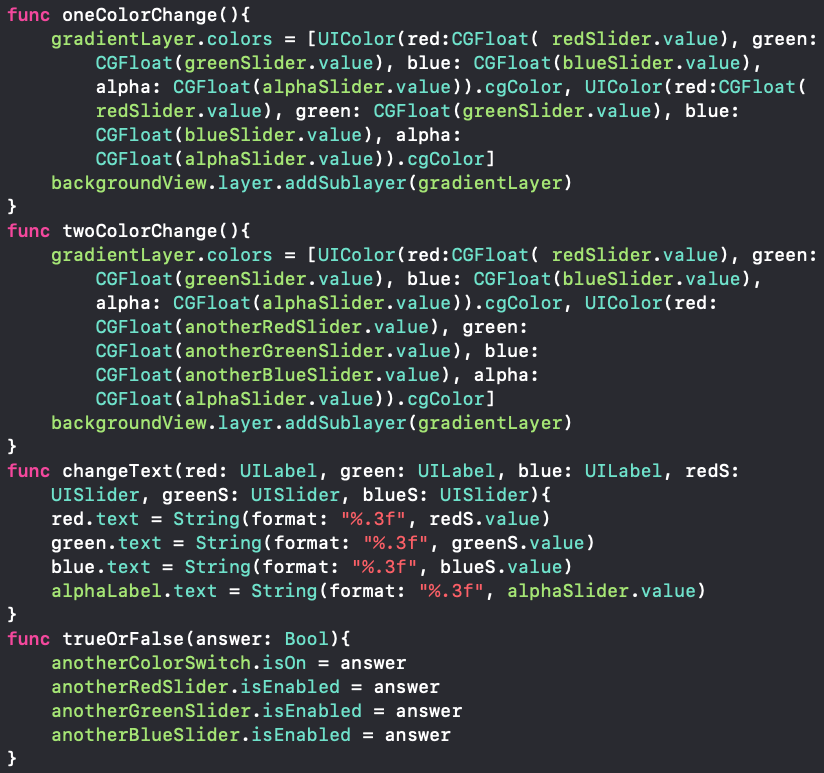 func oneColorChange(){
    gradientLayer.colors = [UIColor(red:CGFloat( redSlider.value), green:
        CGFloat(greenSlider.value), blue: CGFloat(blueSlider.value),
        alpha: CGFloat(alphaSlider.value)).cgColor, UIColor(red:CGFloat(
        redSlider.value), green: CGFloat(greenSlider.value), blue:
        CGFloat(blueSlider.value), alpha:
        CGFloat(alphaSlider.value)).cgColor]
    backgroundView.layer.addSublayer(gradientLayer)
}
func twoColorChange(){
    gradientLayer.colors = [UIColor(red:CGFloat( redSlider.value), green:
        CGFloat(greenSlider.value), blue: CGFloat(blueSlider.value),
        alpha: CGFloat(alphaSlider.value)).cgColor, UIColor(red:
        CGFloat(anotherRedSlider.value), green:
        CGFloat(anotherGreenSlider.value), blue:
        CGFloat(anotherBlueSlider.value), alpha:
        CGFloat(alphaSlider.value)).cgColor]
    backgroundView.layer.addSublayer(gradientLayer)
}
func changeText(red: UILabel, green: UILabel, blue: UILabel, redS:
    UISlider, greenS: UISlider, blueS: UISlider){
    red.text = String(format: "%.3f", redS.value)
    green.text = String(format: "%.3f", greenS.value)
    blue.text = String(format: "%.3f", blueS.value)
    alphaLabel.text = String(format: "%.3f", alphaSlider.value)
}
func trueOrFalse(answer: Bool){
    anotherColorSwitch.isOn = answer
    anotherRedSlider.isEnabled = answer
    anotherGreenSlider.isEnabled = answer
    anotherBlueSlider.isEnabled = answer
}